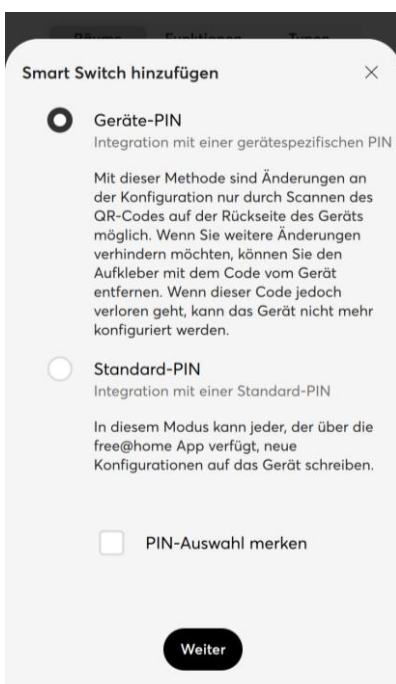 Räume Funktionen Typen
Smart Switch hinzufügen
Geräte-PIN
Integration mit einer gerätespezifischen PIN
Mit dieser Methode sind Änderungen an
der Konfiguration nur durch Scannen des
QR-Codes auf der Rückseite des Geräts
möglich. Wenn Sie weitere Änderungen
verhindern möchten, können Sie den
Aufkleber mit dem Code vom Gerät
entfernen. Wenn dieser Code jedoch
verloren geht, kann das Gerät nicht mehr
konfiguriert werden.
Standard-PIN
Integration mit einer Standard-PIN
In diesem Modus kann jeder, der über die
free@home App verfügt, neue
Konfigurationen auf das Gerät schreiben.
PIN-Auswahl merken
Weiter